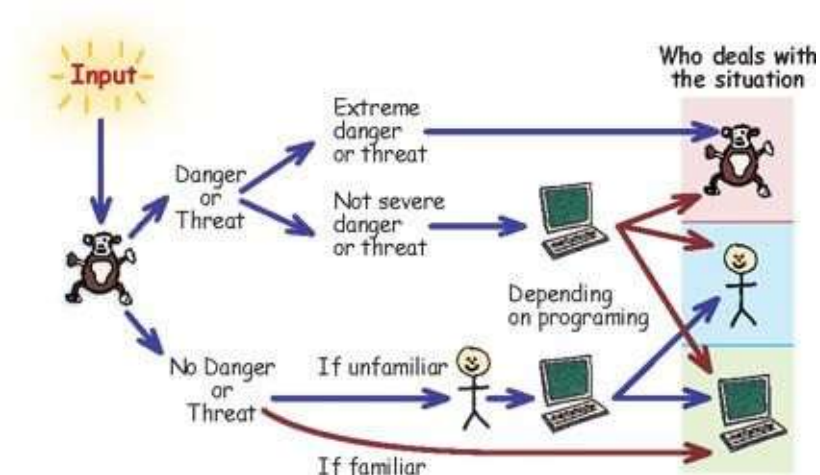 Input
Who deals with
the situation
Extreme
danger
or threat
Danger
or
Threat
Not severe
danger
or threat
Depending
on programing
No Danger
or
Threat
If unfamiliar
If familiar